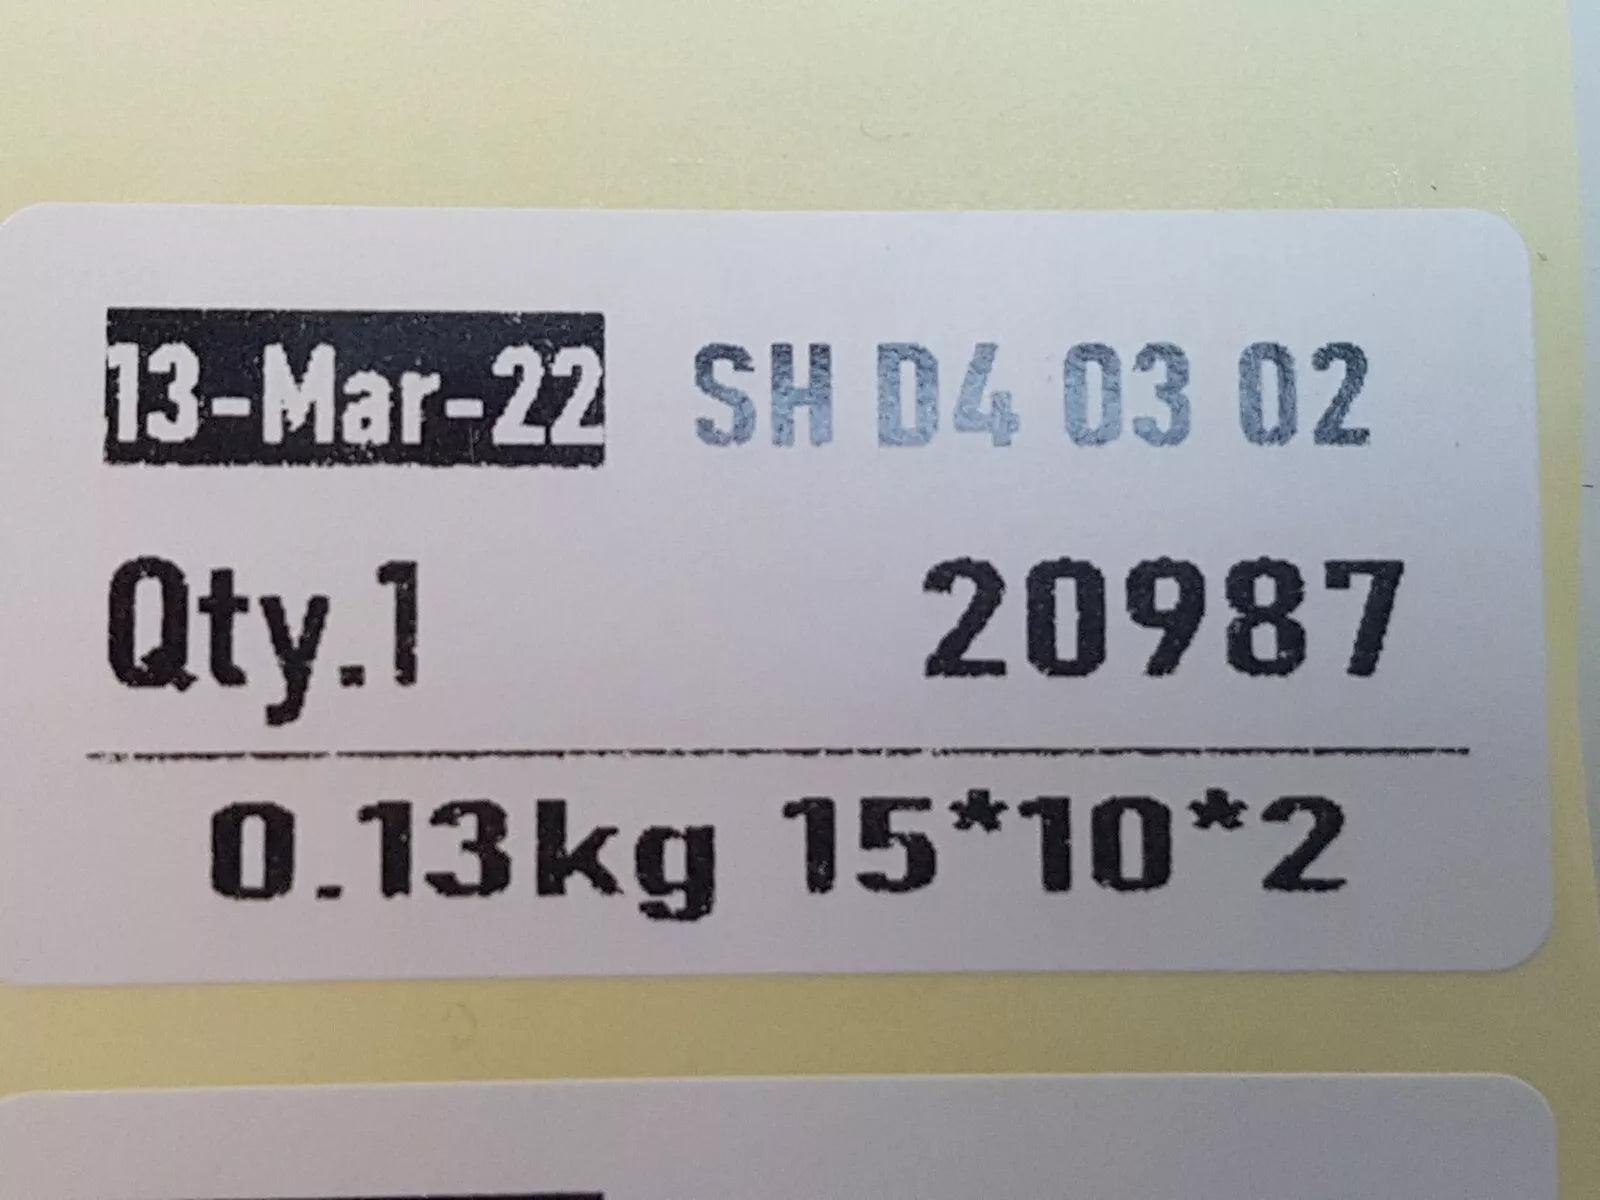 13-Mar-22 SH D4 03 02
Qty.1 20987
0.13kg 15*10*2